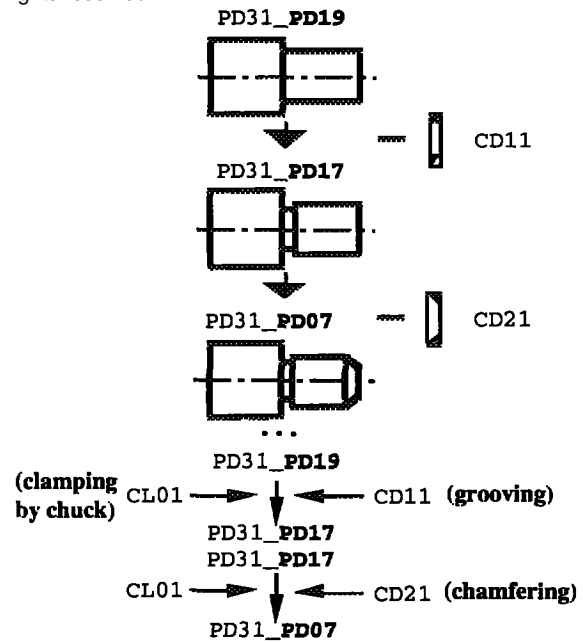 PD31_PD19
CD11
PD31_PD17
PD31_PD07
CD21
...
PD31_PD19
(clamping
by chuck)
CL01
CD11 (grooving)
PD31_PD17
PD31_PD17
CL01
CD21 (chamfering)
PD31_PD07